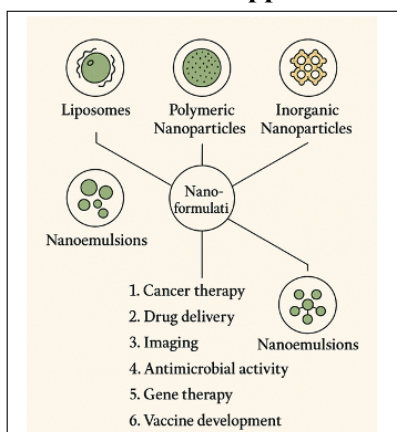 Liposomes
Polymeric
Nanoparticles
Inorganic
Nanoparticles
Nano-
formulati
Nanoemulsions
1. Cancer therapy
2. Drug delivery
3. Imaging
4. Antimicrobial activity
5. Gene therapy
6. Vaccine development
Nanoemulsions